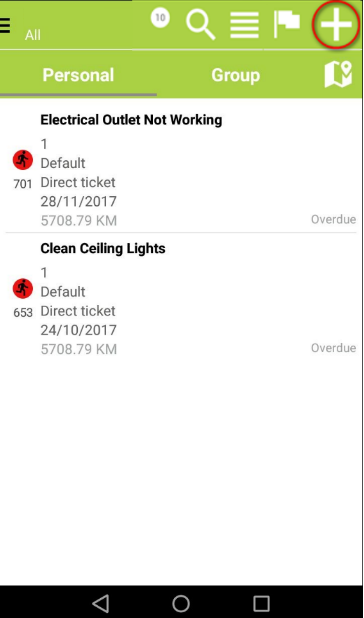 10
All
Personal
Group
Electrical Outlet Not Working
1
Default
701 Direct ticket
28/11/2017
5708.79 KM
Overdue
Clean Ceiling Lights
1
Default
653 Direct ticket
24/10/2017
5708.79 KM
Overdue